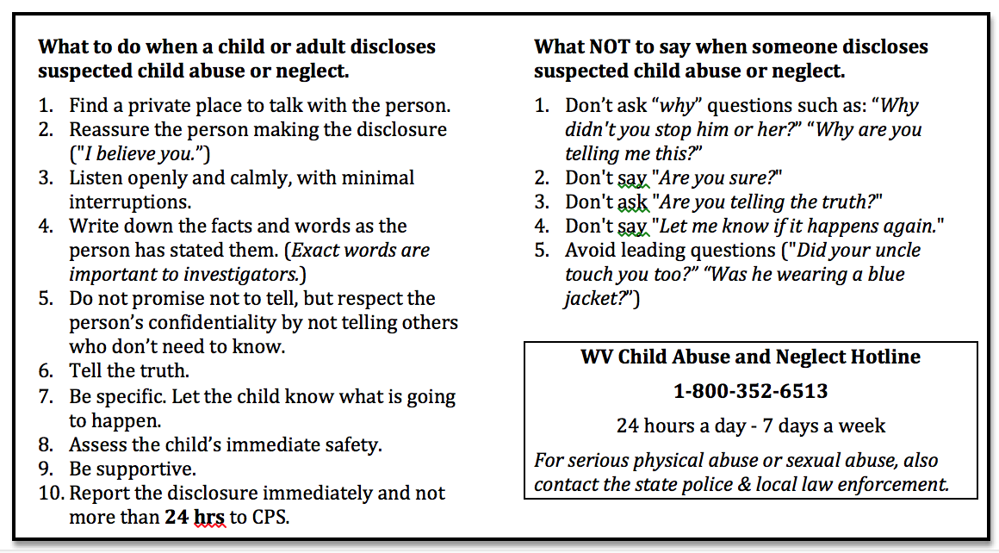 What to do when a child or adult discloses
suspected child abuse or neglect.
1. Find a private place to talk with the person.
2. Reassure the person making the disclosure
("I believe you.”)
3. Listen openly and calmly, with minimal
interruptions.
4. Write down the facts and words as the
person has stated them. (Exact words are
important to investigators.)
5. Do not promise not to tell, but respect the
person’s confidentiality by not telling others
who don’t need to know.
6. Tell the truth.
7. Be specific. Let the child know what is going
to happen.
8. Assess the child’s immediate safety.
9. Be supportive.
10. Report the disclosure immediately and not
more than 24 hrs to CPS.
What NOT to say when someone discloses
suspected child abuse or neglect.
1. Don’t ask “why” questions such as: “Why
didn't you stop him or her?” “Why are you
telling me this?”
2. Don't say "Are you sure?"
3. Don't ask "Are you telling the truth?"
4. Don't say "Let me know if it happens again."
5. Avoid leading questions ("Did your uncle
touch you too?” “Was he wearing a blue
jacket?”)
WV Child Abuse and Neglect Hotline
1-800-352-6513
24 hours a day - 7 days a week
For serious physical abuse or sexual abuse, also
contact the state police & local law enforcement.